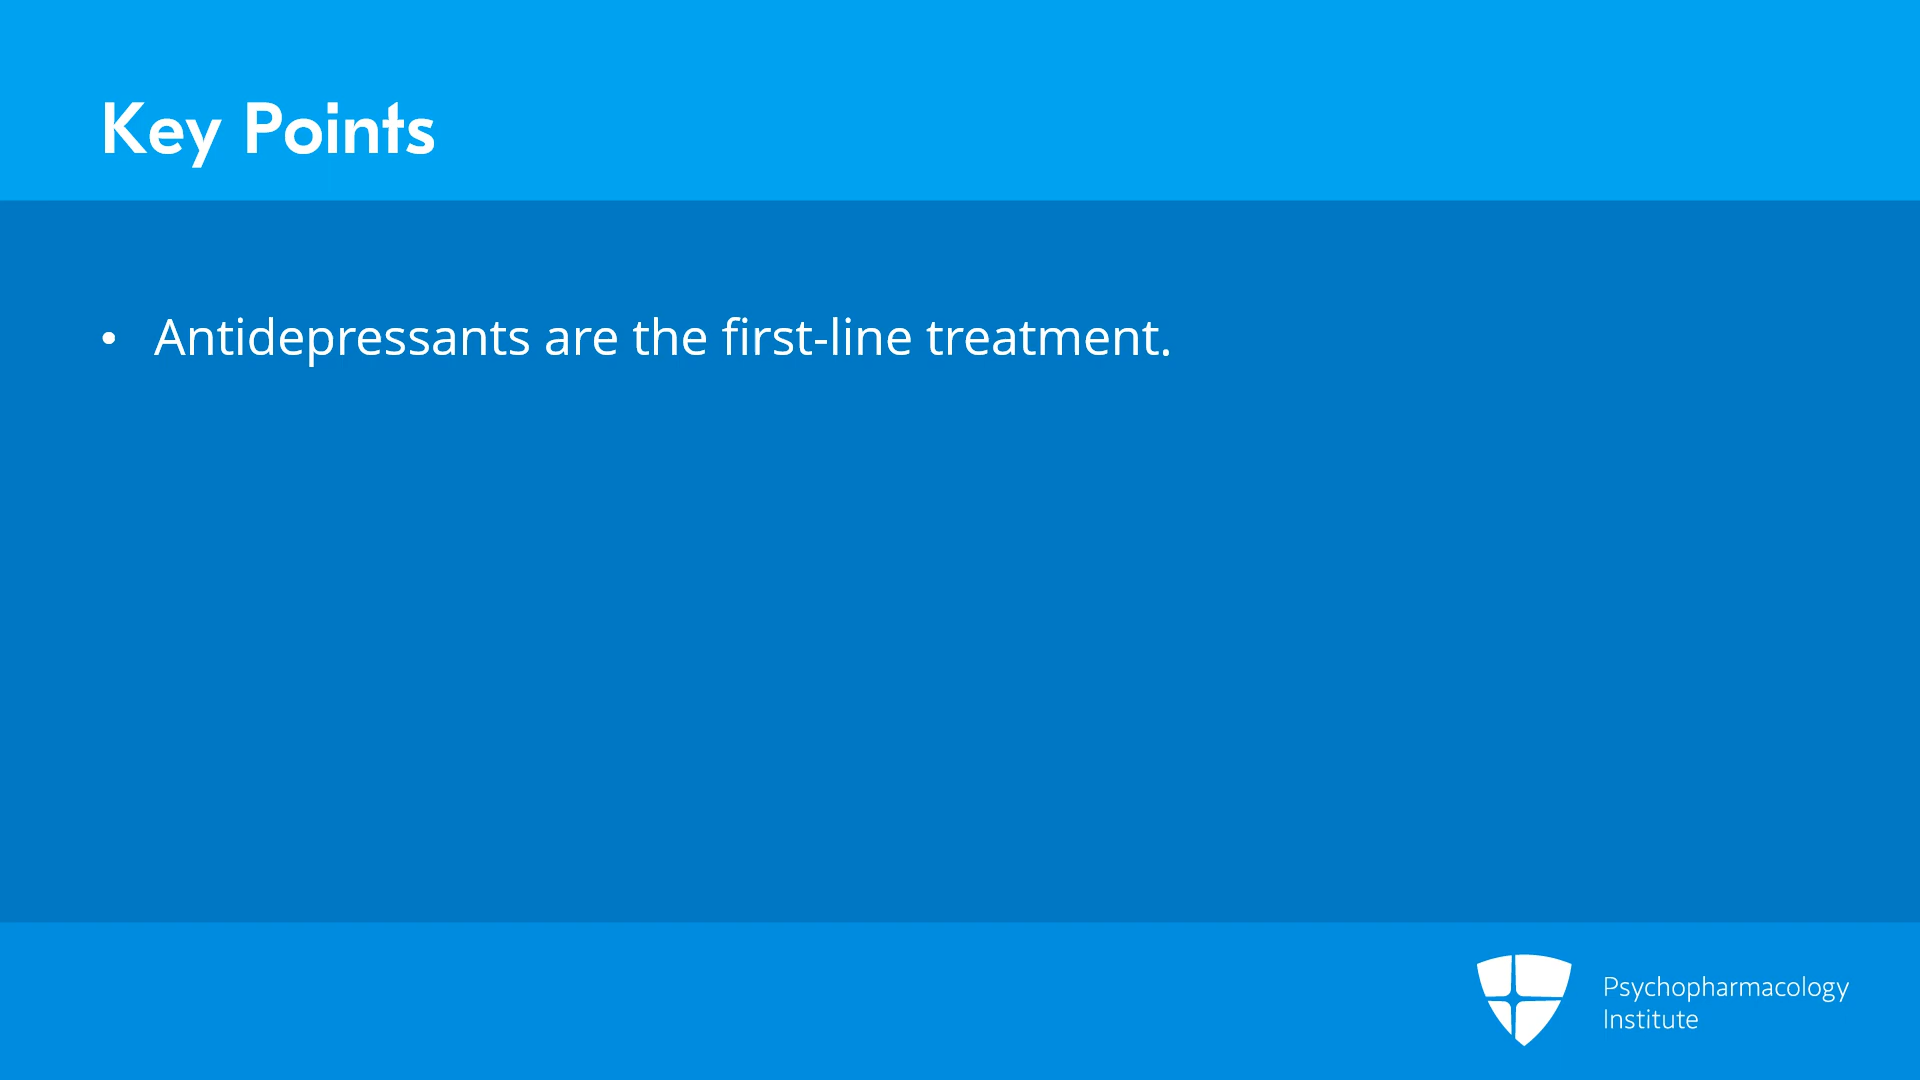 Key Points
• Antidepressants are the first-line treatment.
Psychopharmacology
Institute